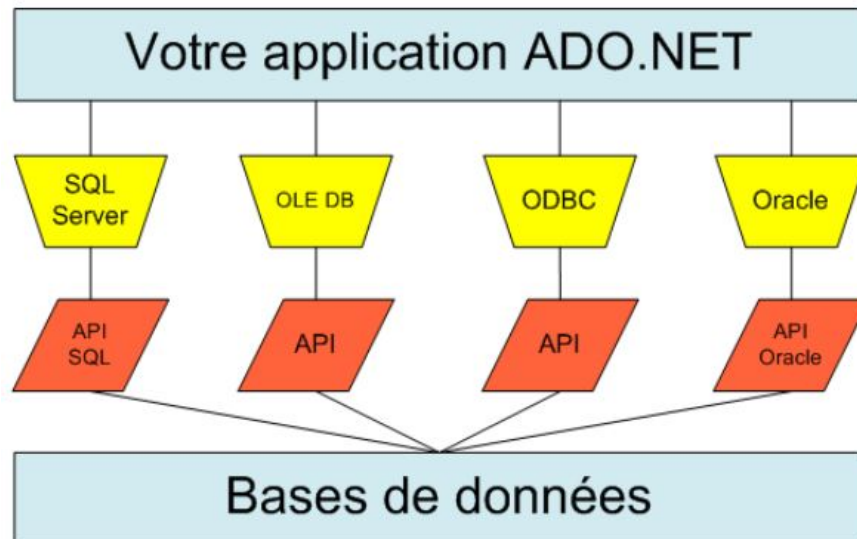 Votre application ADO.NET
SQL
Server
OLE DB
ODBC
Oracle
API
SQL
API
API
API
Oracle
Bases de données